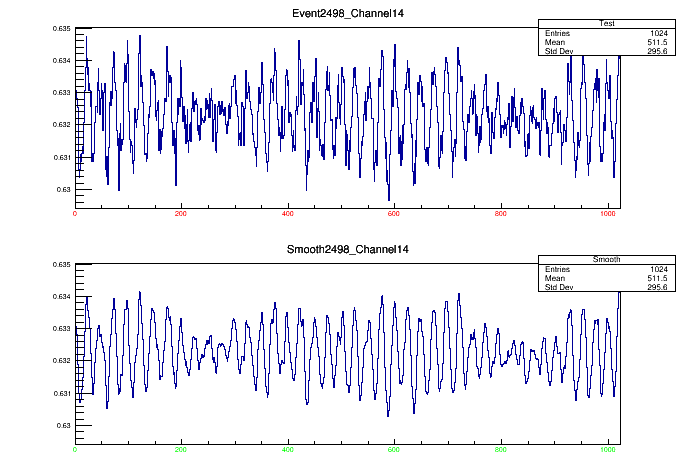 Event2498_Channel14
Test
Entries 1024
Mean 511.5
Std Dev 295.6
0.635
0.634
0.633
0.632
0.631
0.63
0 200 400 600 800 1000
Smooth2498_Channel14
Smooth
Entries 1024
Mean 511.5
Std Dev 295.6
0.635
0.634
0.633
0.632
0.631
0.63
0 200 400 600 800 1000